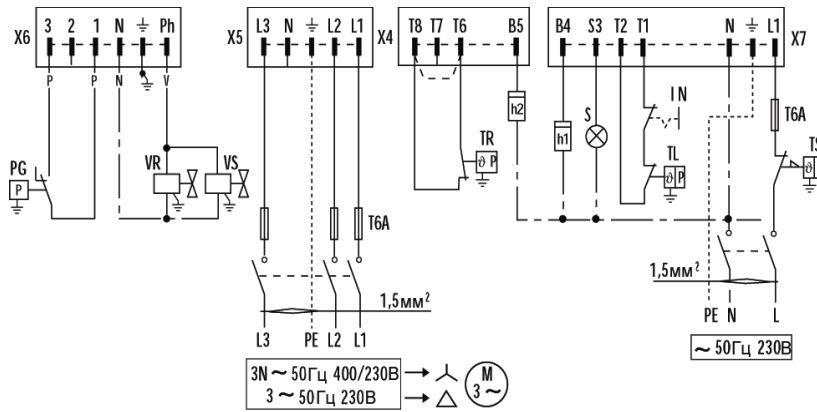 X6 3 2 1 N Ph
X5 L3 N L2 L1
X4 T8 T7 T6 B5
B4 S3 T2 T1 N L1 X7
P P N V
h2
h1
S
IN
T6A
PG
P
VR VS
TR
ϑ P
TL
ϑ P
TS
ϑ
T6A
1,5мм²
1,5мм²
L3 PE L2 L1
PE N L
3N ~ 50Гц 400/230В
3 ~ 50Гц 230В
M
3 ~
~ 50Гц 230В